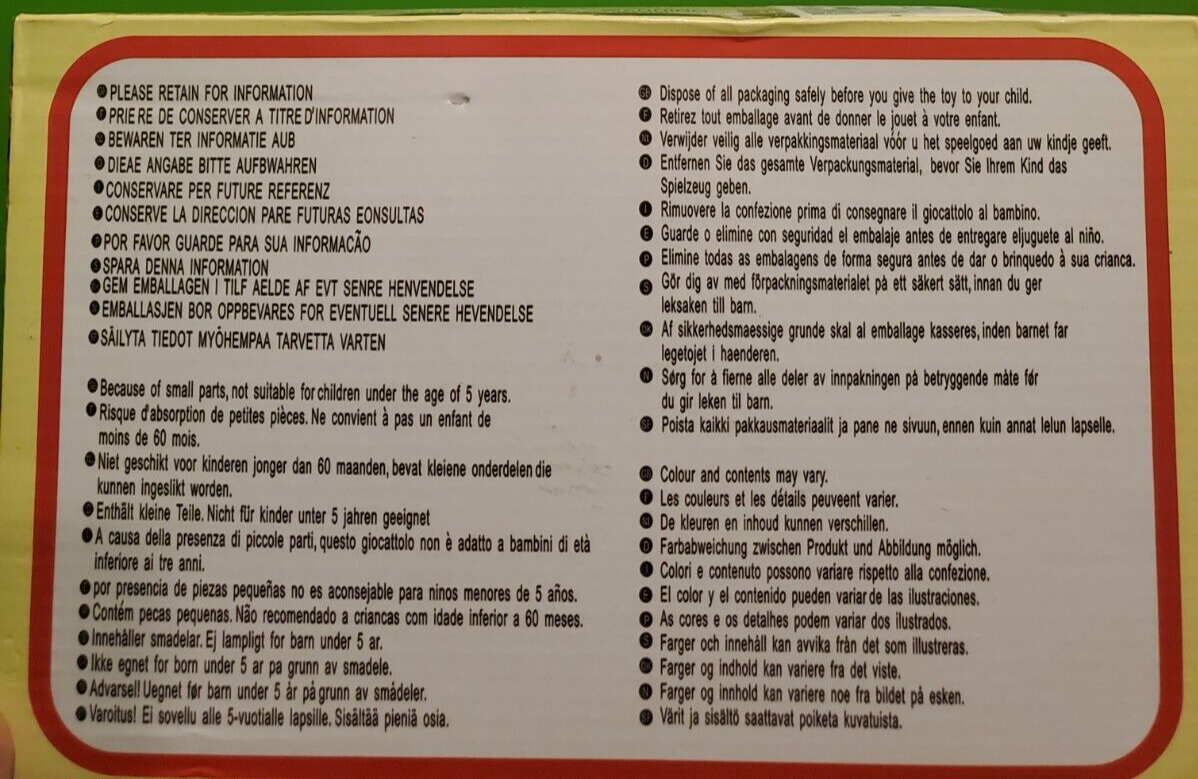 PLEASE RETAIN FOR INFORMATION
PRIERE DE CONSERVER A TITRE D'INFORMATION
BEWAREN TER INFORMATIE AUB
DIEAE ANGABE BITTE AUFBWAHREN
CONSERVARE PER FUTURE REFERENZ
CONSERVE LA DIRECCION PARE FUTURAS EONSULTAS
POR FAVOR GUARDE PARA SUA INFORMACÃO
SPARA DENNA INFORMATION
GEM EMBALLAGEN I TILF AELDE AF EVT SENRE HENVENDELSE
EMBALLASJEN BOR OPPBEVARES FOR EVENTUELL SENERE HEVENDELSE
SÄILYTA TIEDOT MYÖHEMPAA TARVETTA VARTEN
Because of small parts, not suitable for children under the age of 5 years.
Risque d'absorption de petites pièces. Ne convient à pas un enfant de
moins de 60 mois.
Niet geschikt voor kinderen jonger dan 60 maanden, bevat kleiene onderdelen die
kunnen ingeslikt worden.
Enthält kleine Teile. Nicht für kinder unter 5 jahren geeignet
A causa della presenza di piccole parti, questo giocattolo non è adatto a bambini di età
inferiore ai tre anni.
por presencia de piezas pequeñas no es aconsejable para ninos menores de 5 años.
Contém pecas pequenas. Não recomendado a criancas com idade inferior a 60 meses.
Innehåller smadelar. Ej lampligt for barn under 5 ar.
Ikke egnet for born under 5 ar pa grunn av smadele.
Advarsel! Uegnet før barn under 5 år på grunn av smådeler.
Varoitus! Ei sovellu alle 5-vuotialle lapsille. Sisältää pieniä osia.
GB Dispose of all packaging safely before you give the toy to your child.
F Retirez tout emballage avant de donner le jouet à votre enfant.
Nl Verwijder veilig alle verpakkingsmateriaal vóór u het speelgoed aan uw kindje geeft.
D Entfernen Sie das gesamte Verpackungsmaterial, bevor Sie Ihrem Kind das
Spielzeug geben.
I Rimuovere la confezione prima di consegnare il giocattolo al bambino.
E Guarde o elimine con seguridad el embalaje antes de entregare eljuguete al niño.
P Elimine todas as embalagens de forma segura antes de dar o brinquedo à sua crianca.
S Gör dig av med förpackningsmaterialet på ett säkert sätt, innan du ger
leksaken till barn.
DK Af sikkerhedsmaessige grunde skal al emballage kasseres, inden barnet far
legetojet i haenderen.
N Sørg for å fierne alle deler av innpakningen på betryggende måte før
du gir leken til barn.
SF Poista kaikki pakkausmateriaalit ja pane ne sivuun, ennen kuin annat lelun lapselle.
GB Colour and contents may vary.
F Les couleurs et les détails peuveent varier.
Nl De kleuren en inhoud kunnen verschillen.
D Farbabweichung zwischen Produkt und Abbildung möglich.
I Colori e contenuto possono variare rispetto alla confezione.
E El color y el contenido pueden variar de las ilustraciones.
P As cores e os detalhes podem variar dos ilustrados.
S Farger och innehåll kan avvika från det som illustreras.
DK Farger og indhold kan variere fra det viste.
N Farger og innhold kan variere noe fra bildet på esken.
SF Värit ja sisältö saattavat poiketa kuvatuista.